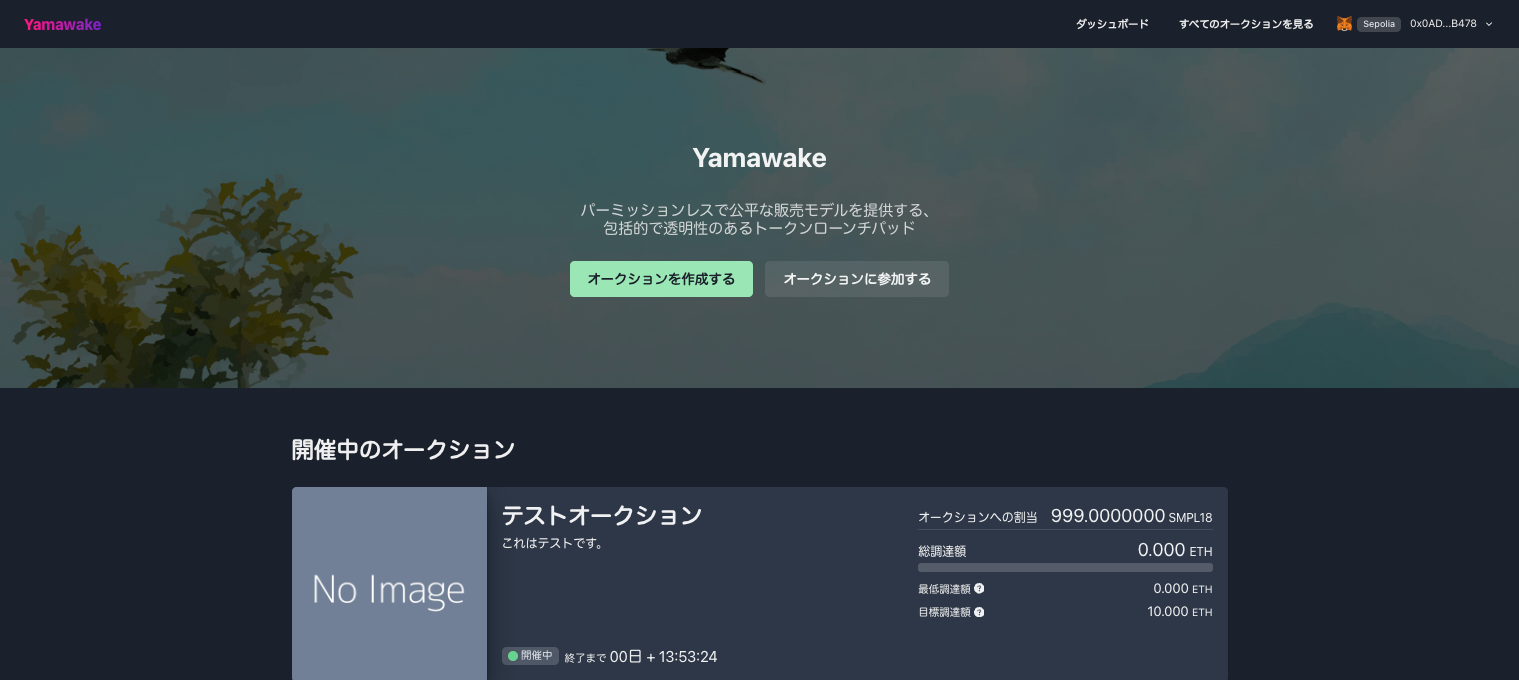 Yamawake
ダッシュボード
すべてのオークションを見る
Sepolia
0x0AD...B478
Yamawake
パーミッションレスで公平な販売モデルを提供する、
包括的で透明性のあるトークンローンチパッド
オークションを作成する
オークションに参加する
開催中のオークション
No Image
テストオークション
これはテストです。
開催中 終了まで 00日 + 13:53:24
オークションへの割当 999.0000000 SMPL18
総調達額 0.000 ETH
最低調達額 ? 0.000 ETH
目標調達額 ? 10.000 ETH